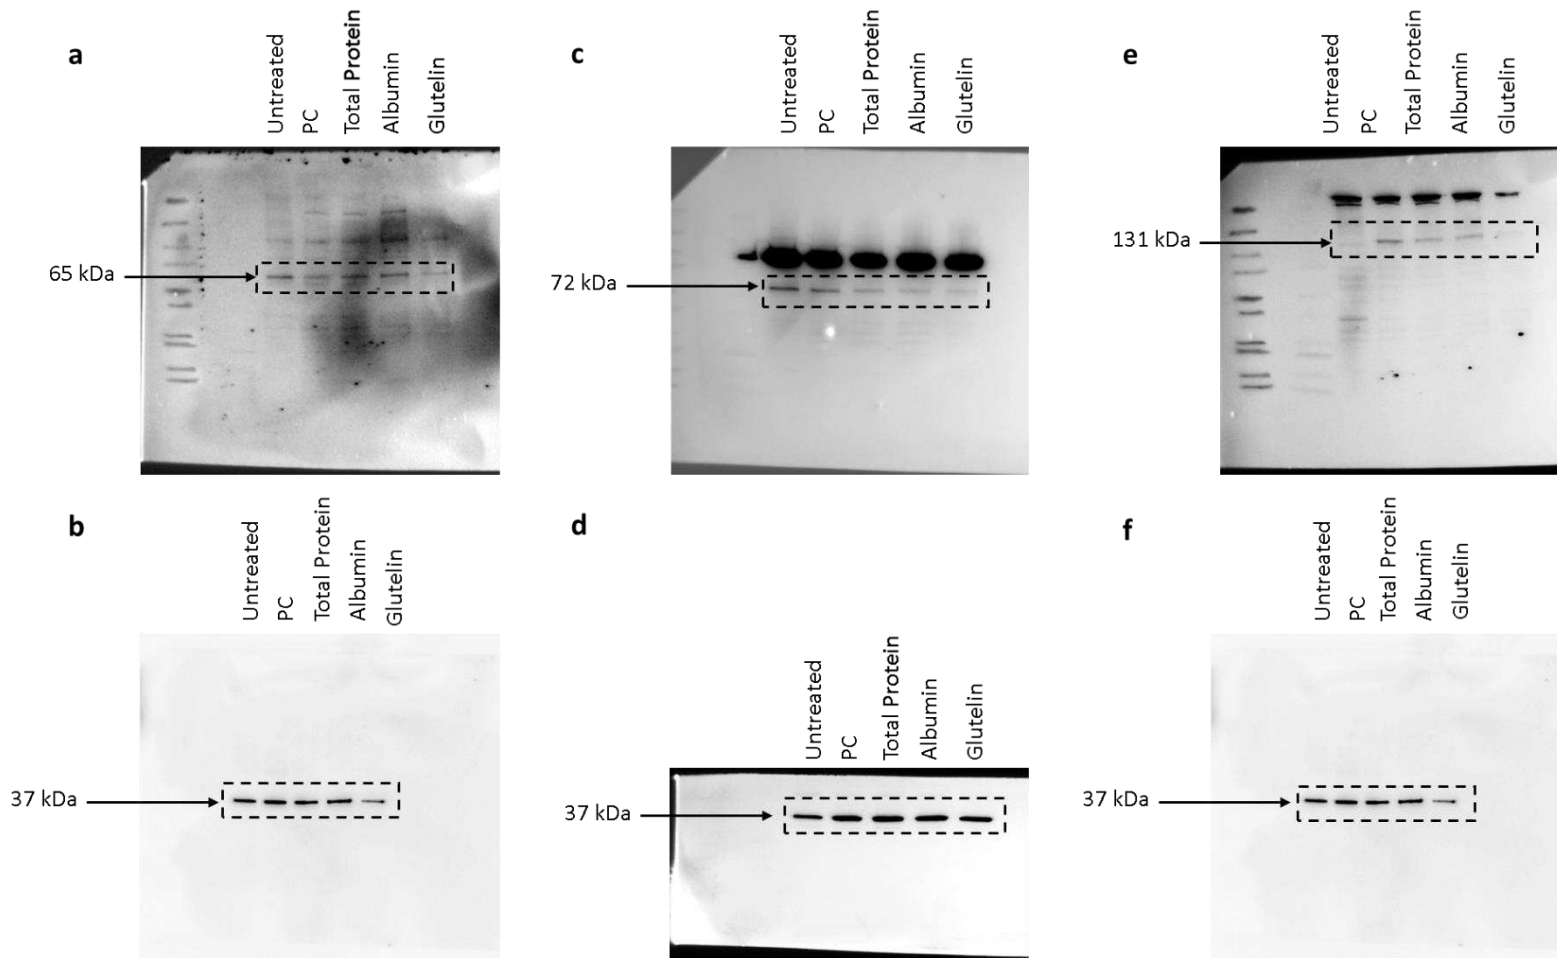 a
Untreated
PC
Total Protein
Albumin
Glutelin
65 kDa
c
Untreated
PC
Total Protein
Albumin
Glutelin
72 kDa
e
Untreated
PC
Total Protein
Albumin
Glutelin
131 kDa
b
Untreated
PC
Total Protein
Albumin
Glutelin
37 kDa
d
Untreated
PC
Total Protein
Albumin
Glutelin
37 kDa
f
Untreated
PC
Total Protein
Albumin
Glutelin
37 kDa